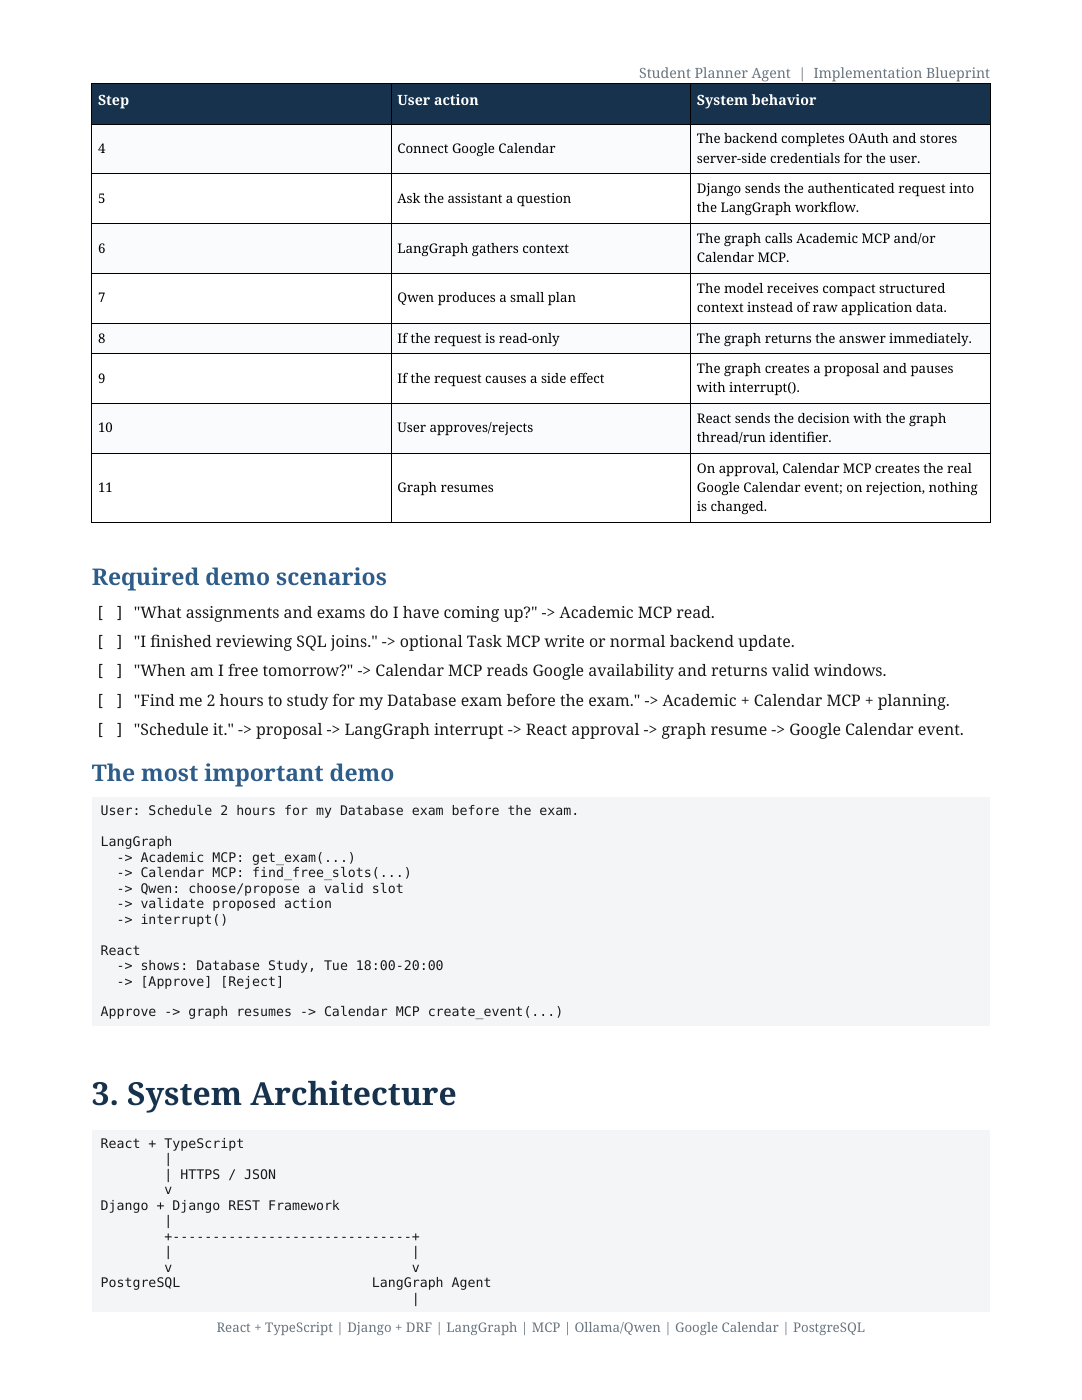 Student Planner Agent | Implementation Blueprint
Step User action System behavior
4 Connect Google Calendar The backend completes OAuth and stores
server-side credentials for the user.
5 Ask the assistant a question Django sends the authenticated request into
the LangGraph workflow.
6 LangGraph gathers context The graph calls Academic MCP and/or
Calendar MCP.
7 Qwen produces a small plan The model receives compact structured
context instead of raw application data.
8 If the request is read-only The graph returns the answer immediately.
9 If the request causes a side effect The graph creates a proposal and pauses
with interrupt().
10 User approves/rejects React sends the decision with the graph
thread/run identifier.
11 Graph resumes On approval, Calendar MCP creates the real
Google Calendar event; on rejection, nothing
is changed.
Required demo scenarios
[ ] "What assignments and exams do I have coming up?" -> Academic MCP read.
[ ] "I finished reviewing SQL joins." -> optional Task MCP write or normal backend update.
[ ] "When am I free tomorrow?" -> Calendar MCP reads Google availability and returns valid windows.
[ ] "Find me 2 hours to study for my Database exam before the exam." -> Academic + Calendar MCP + planning.
[ ] "Schedule it." -> proposal -> LangGraph interrupt -> React approval -> graph resume -> Google Calendar event.
The most important demo
User: Schedule 2 hours for my Database exam before the exam.
LangGraph
  -> Academic MCP: get_exam(...)
  -> Calendar MCP: find_free_slots(...)
  -> Qwen: choose/propose a valid slot
  -> validate proposed action
  -> interrupt()
React
  -> shows: Database Study, Tue 18:00-20:00
  -> [Approve] [Reject]
Approve -> graph resumes -> Calendar MCP create_event(...)
3. System Architecture
React + TypeScript
        |
        | HTTPS / JSON
        v
Django + Django REST Framework
        |
        +------------------------------+
        |                              |
        v                              v
PostgreSQL                        LangGraph Agent
                                       |
React + TypeScript | Django + DRF | LangGraph | MCP | Ollama/Qwen | Google Calendar | PostgreSQL